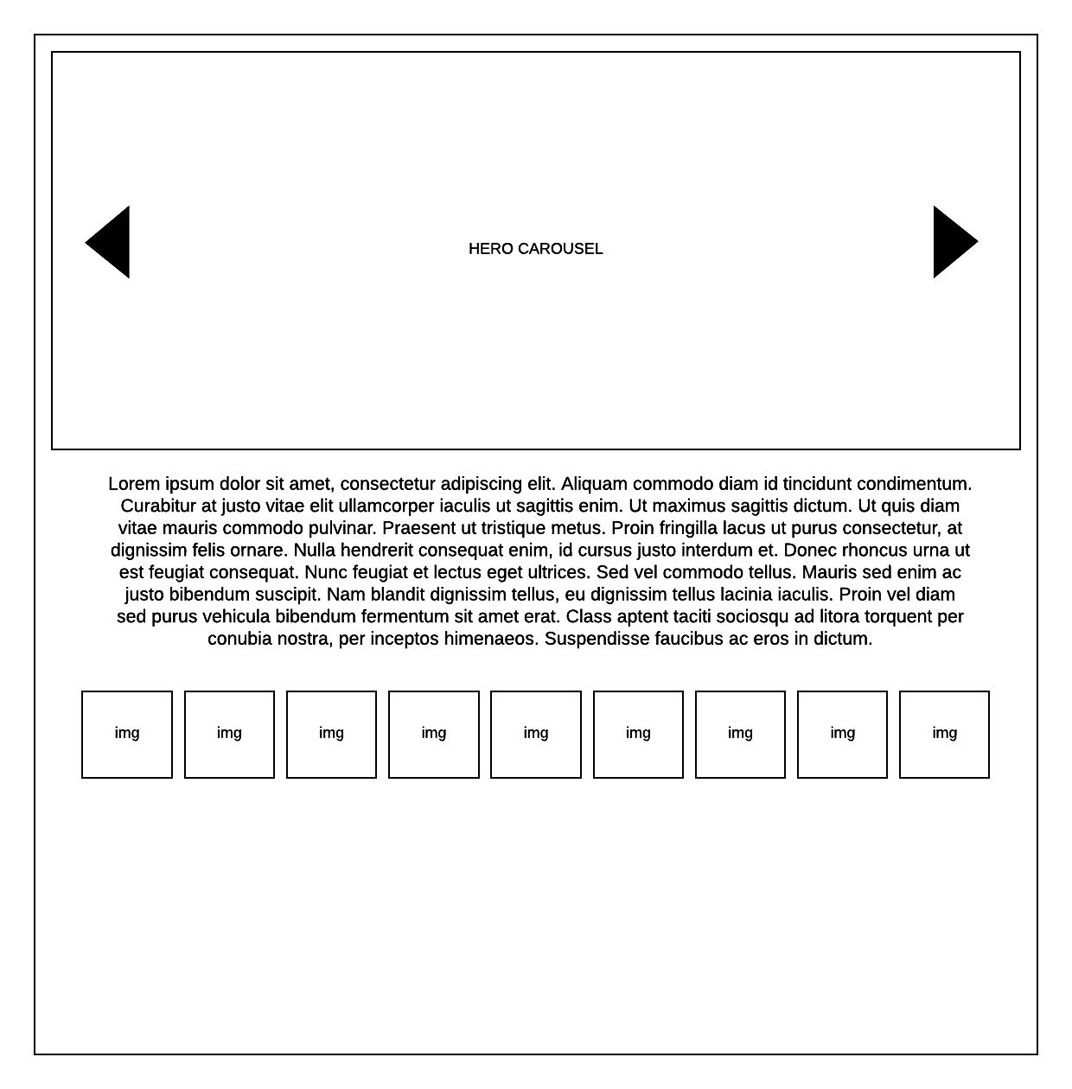 HERO CAROUSEL
Lorem ipsum dolor sit amet, consectetur adipiscing elit. Aliquam commodo diam id tincidunt condimentum.
Curabitur at justo vitae elit ullamcorper iaculis ut sagittis enim. Ut maximus sagittis dictum. Ut quis diam
vitae mauris commodo pulvinar. Praesent ut tristique metus. Proin fringilla lacus ut purus consectetur, at
dignissim felis ornare. Nulla hendrerit consequat enim, id cursus justo interdum et. Donec rhoncus urna ut
est feugiat consequat. Nunc feugiat et lectus eget ultrices. Sed vel commodo tellus. Mauris sed enim ac
justo bibendum suscipit. Nam blandit dignissim tellus, eu dignissim tellus lacinia iaculis. Proin vel diam
sed purus vehicula bibendum fermentum sit amet erat. Class aptent taciti sociosqu ad litora torquent per
conubia nostra, per inceptos himenaeos. Suspendisse faucibus ac eros in dictum.
img img img img img img img img img